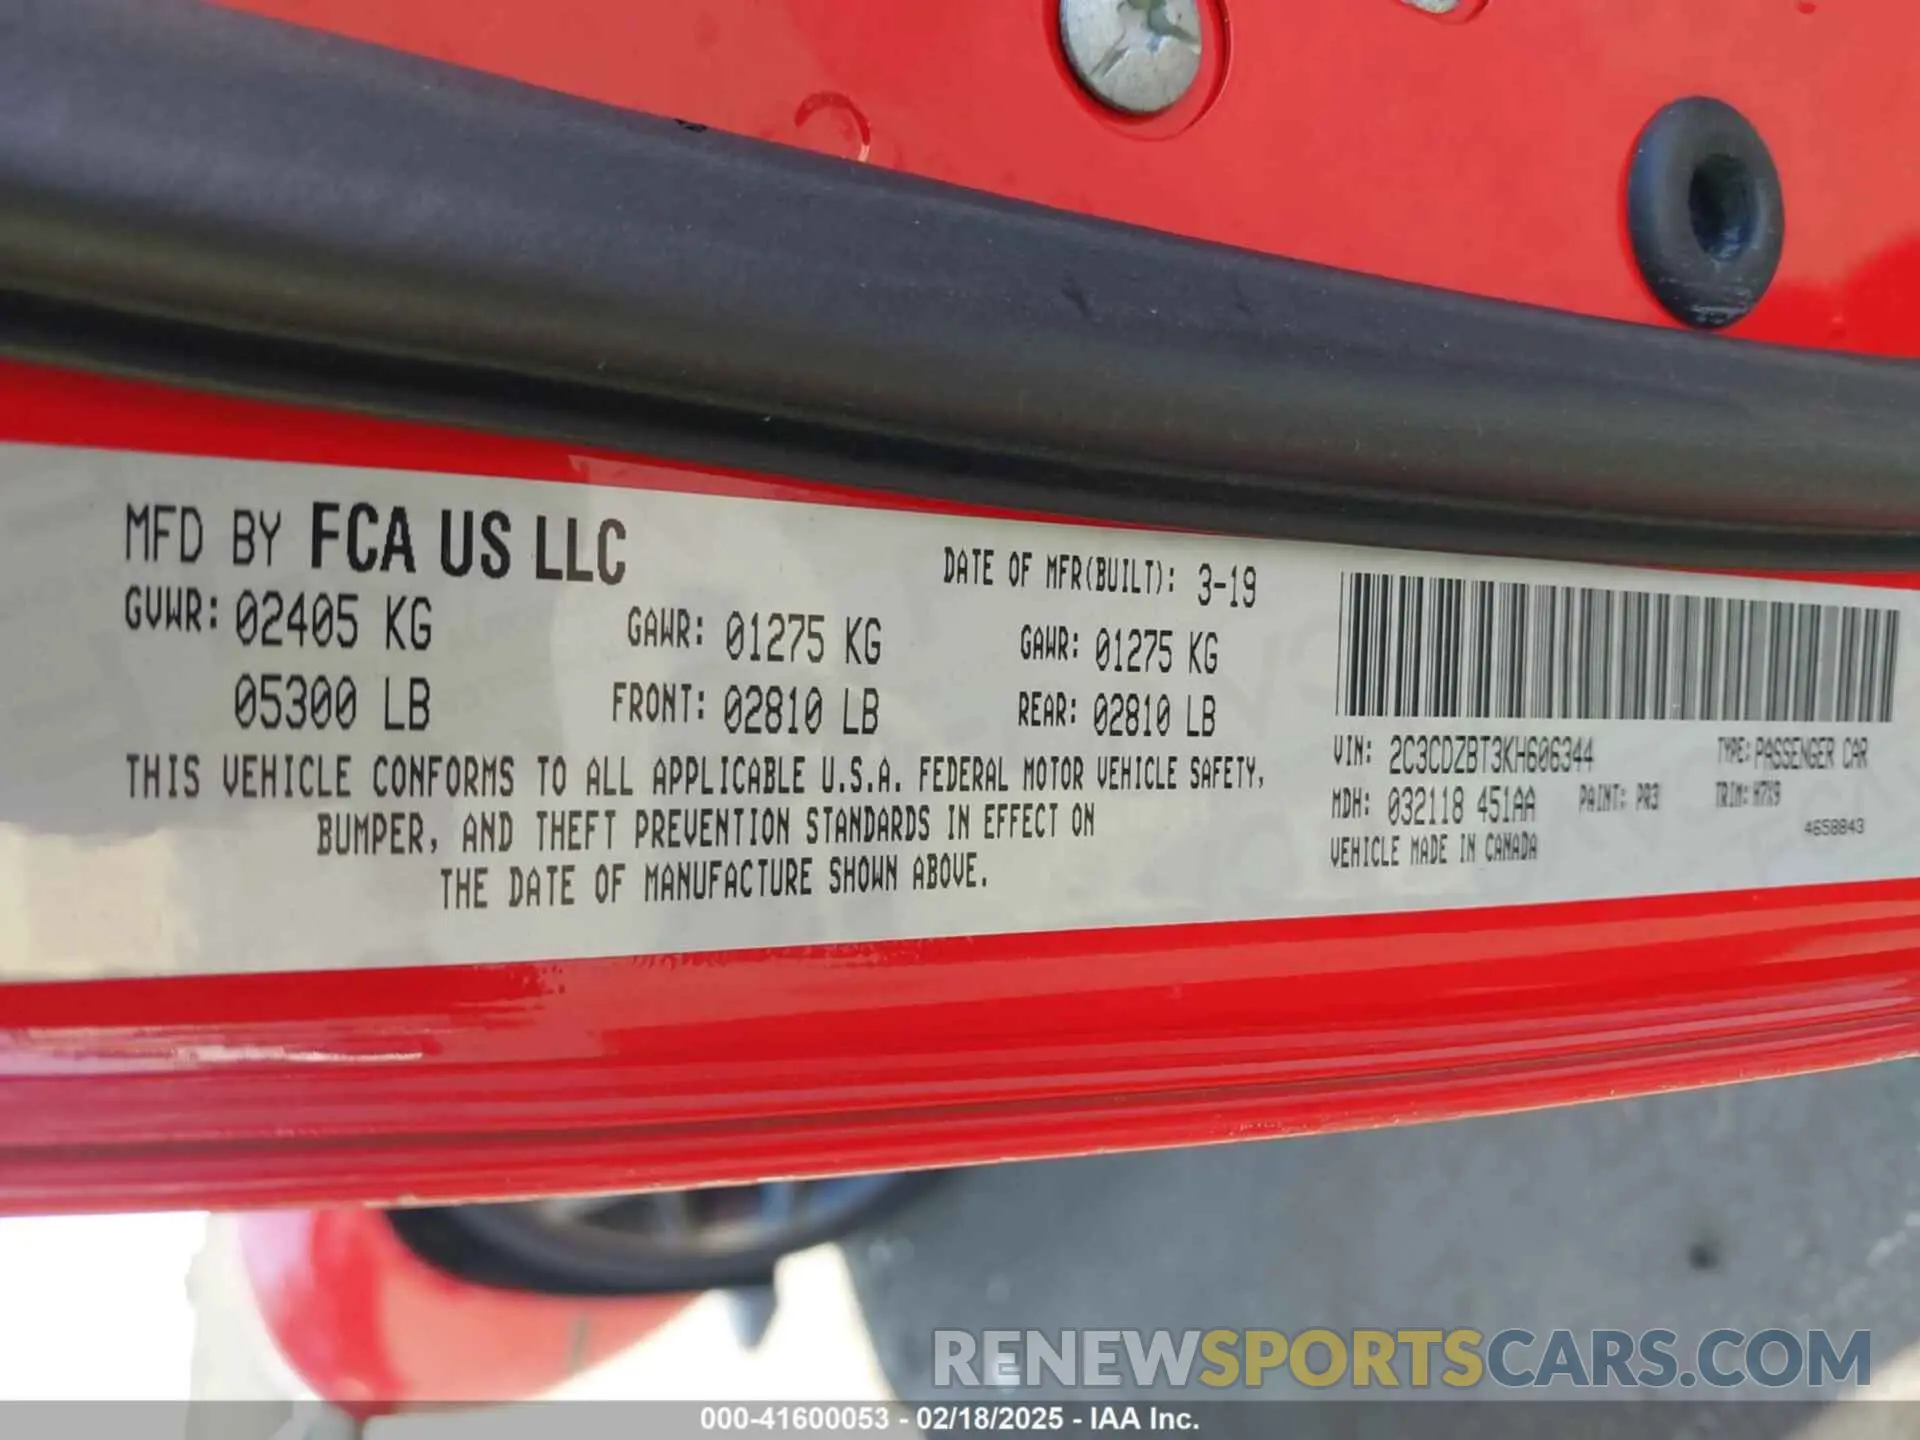 MFD BY FCA US LLC
DATE OF MFR(BUILT): 3-19
GVWR: 02405 KG
GAWR: 01275 KG
GAWR: 01275 KG
05300 LB
FRONT: 02810 LB
REAR: 02810 LB
THIS VEHICLE CONFORMS TO ALL APPLICABLE U.S.A. FEDERAL MOTOR VEHICLE SAFETY,
BUMPER, AND THEFT PREVENTION STANDARDS IN EFFECT ON
THE DATE OF MANUFACTURE SHOWN ABOVE.
VIN: 2C3CDZBT3KH606344
TYPE: PASSENGER CAR
MDH: 032118 451AA
PAINT: PR3
TRIM: H7X9
4658843
VEHICLE MADE IN CANADA
RENEWSPORTSCARS.COM
000-41600053 - 02/18/2025 - IAA Inc.